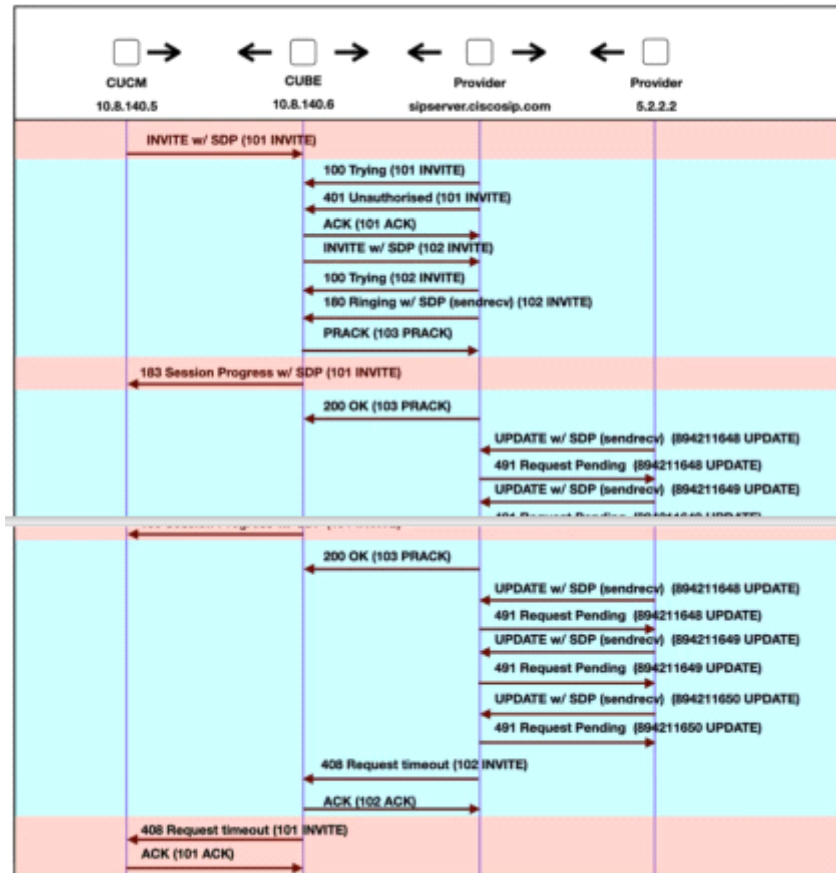 CUCM CUBE Provider Provider
10.8.140.5 10.8.140.6 sipserver.ciscosip.com 5.2.2.2
INVITE w/ SDP (101 INVITE)
100 Trying (101 INVITE)
401 Unauthorised (101 INVITE)
ACK (101 ACK)
INVITE w/ SDP (102 INVITE)
100 Trying (102 INVITE)
180 Ringing w/ SDP (sendrecv) (102 INVITE)
PRACK (103 PRACK)
183 Session Progress w/ SDP (101 INVITE)
200 OK (103 PRACK)
UPDATE w/ SDP (sendrecv) (894211648 UPDATE)
491 Request Pending (894211648 UPDATE)
UPDATE w/ SDP (sendrecv) (894211649 UPDATE)
200 OK (103 PRACK)
UPDATE w/ SDP (sendrecv) (894211648 UPDATE)
491 Request Pending (894211648 UPDATE)
UPDATE w/ SDP (sendrecv) (894211649 UPDATE)
491 Request Pending (894211649 UPDATE)
UPDATE w/ SDP (sendrecv) (894211650 UPDATE)
491 Request Pending (894211650 UPDATE)
408 Request timeout (102 INVITE)
ACK (102 ACK)
408 Request timeout (101 INVITE)
ACK (101 ACK)